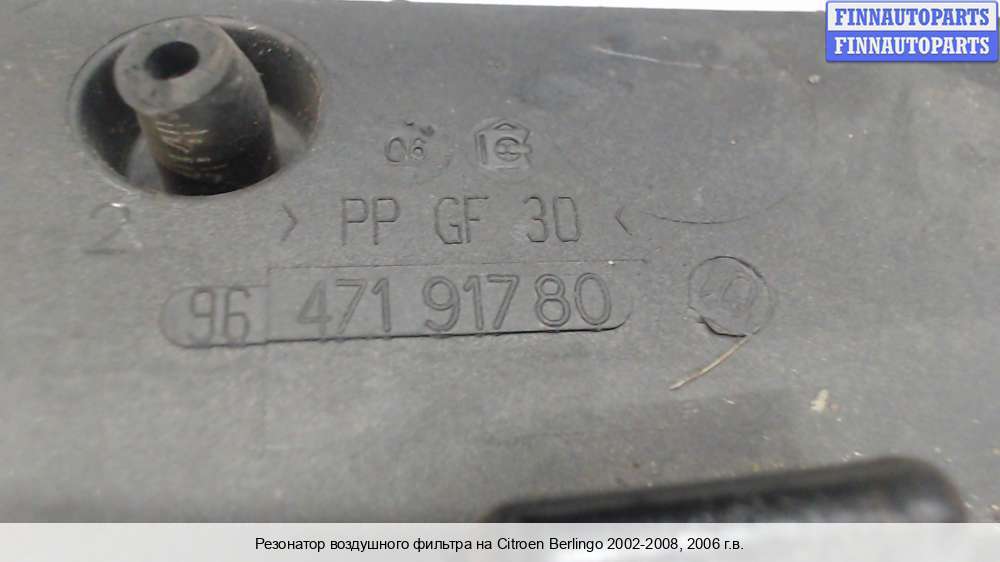 FINNAUTOPARTS
FINNAUTOPARTS
06
2
> PP GF 30 <
96 471 917 80
Резонатор воздушного фильтра на Citroen Berlingo 2002-2008, 2006 г.в.